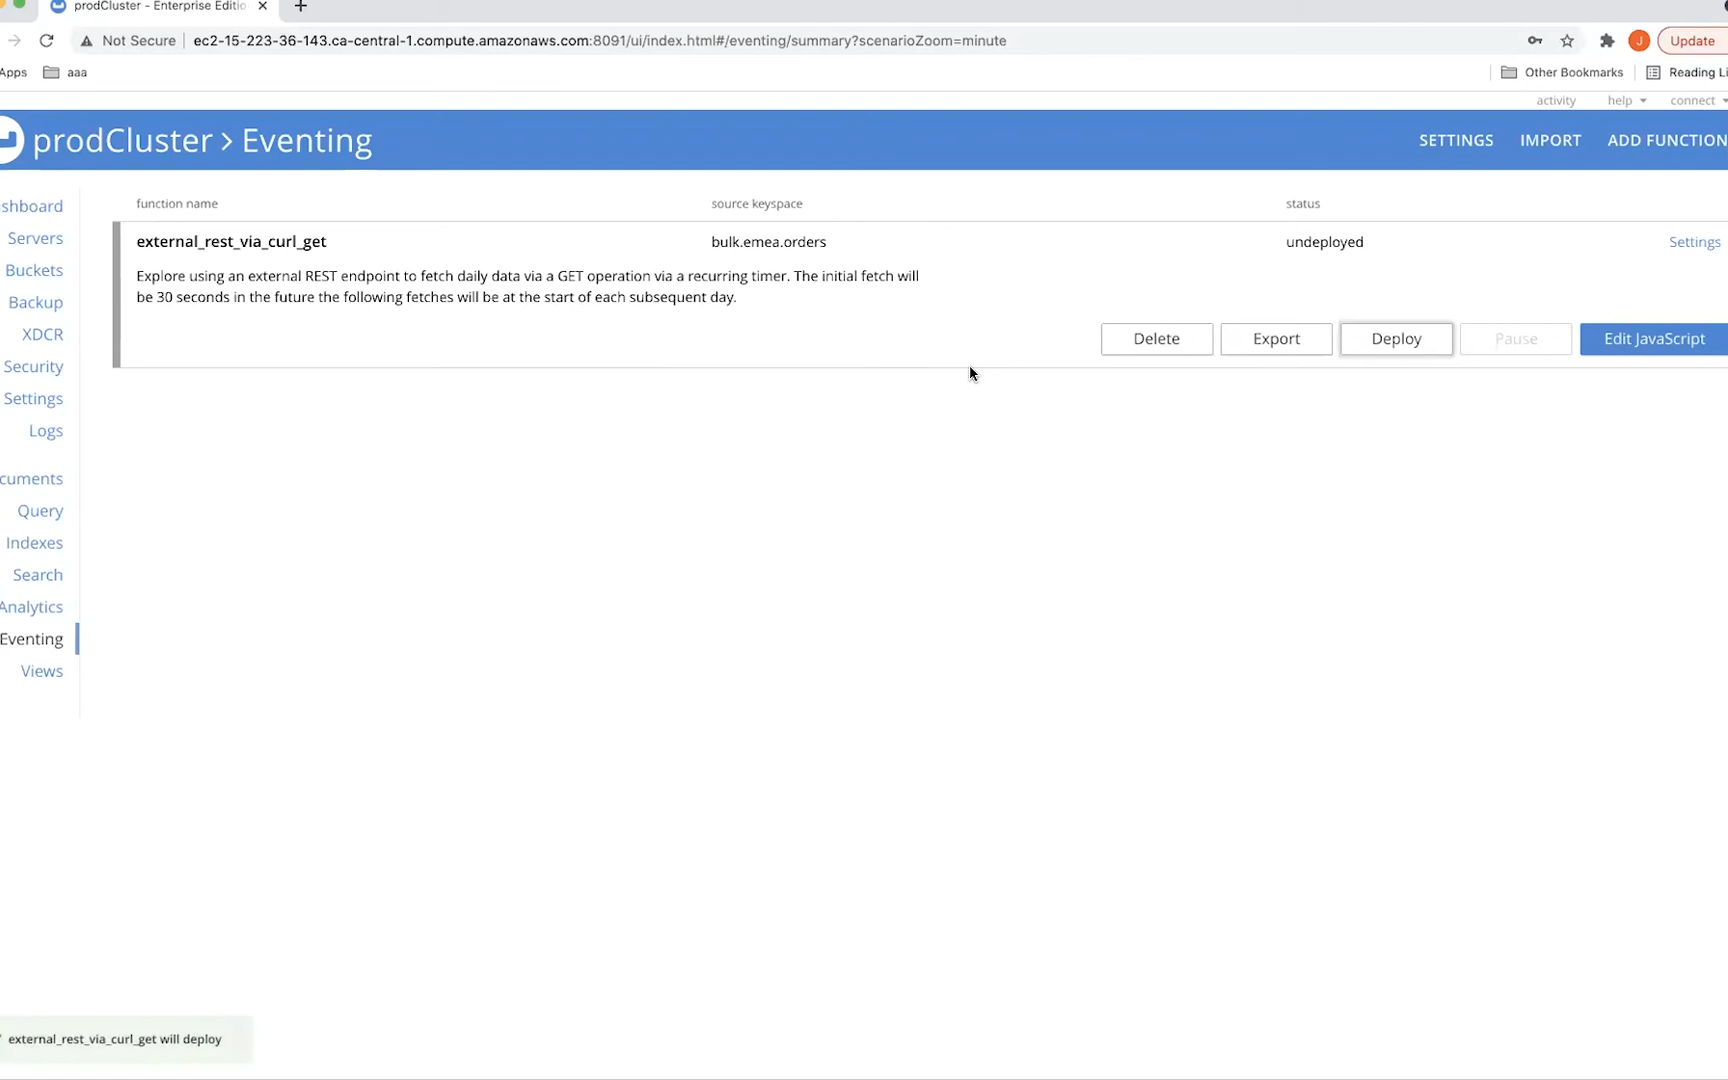 prodCluster - Enterprise Editio
Not Secure ec2-15-223-36-143.ca-central-1.compute.amazonaws.com:8091/ui/index.html#/eventing/summary?scenarioZoom=minute J Update
Apps aaa Other Bookmarks Reading Li
activity help connect
prodCluster > Eventing SETTINGS IMPORT ADD FUNCTION
function name source keyspace status
external_rest_via_curl_get bulk.emea.orders undeployed Settings
Explore using an external REST endpoint to fetch daily data via a GET operation via a recurring timer. The initial fetch will
be 30 seconds in the future the following fetches will be at the start of each subsequent day.
Delete Export Deploy Pause Edit JavaScript
shboard
Servers
Buckets
Backup
XDCR
Security
Settings
Logs
cuments
Query
Indexes
Search
Analytics
Eventing
Views
external_rest_via_curl_get will deploy